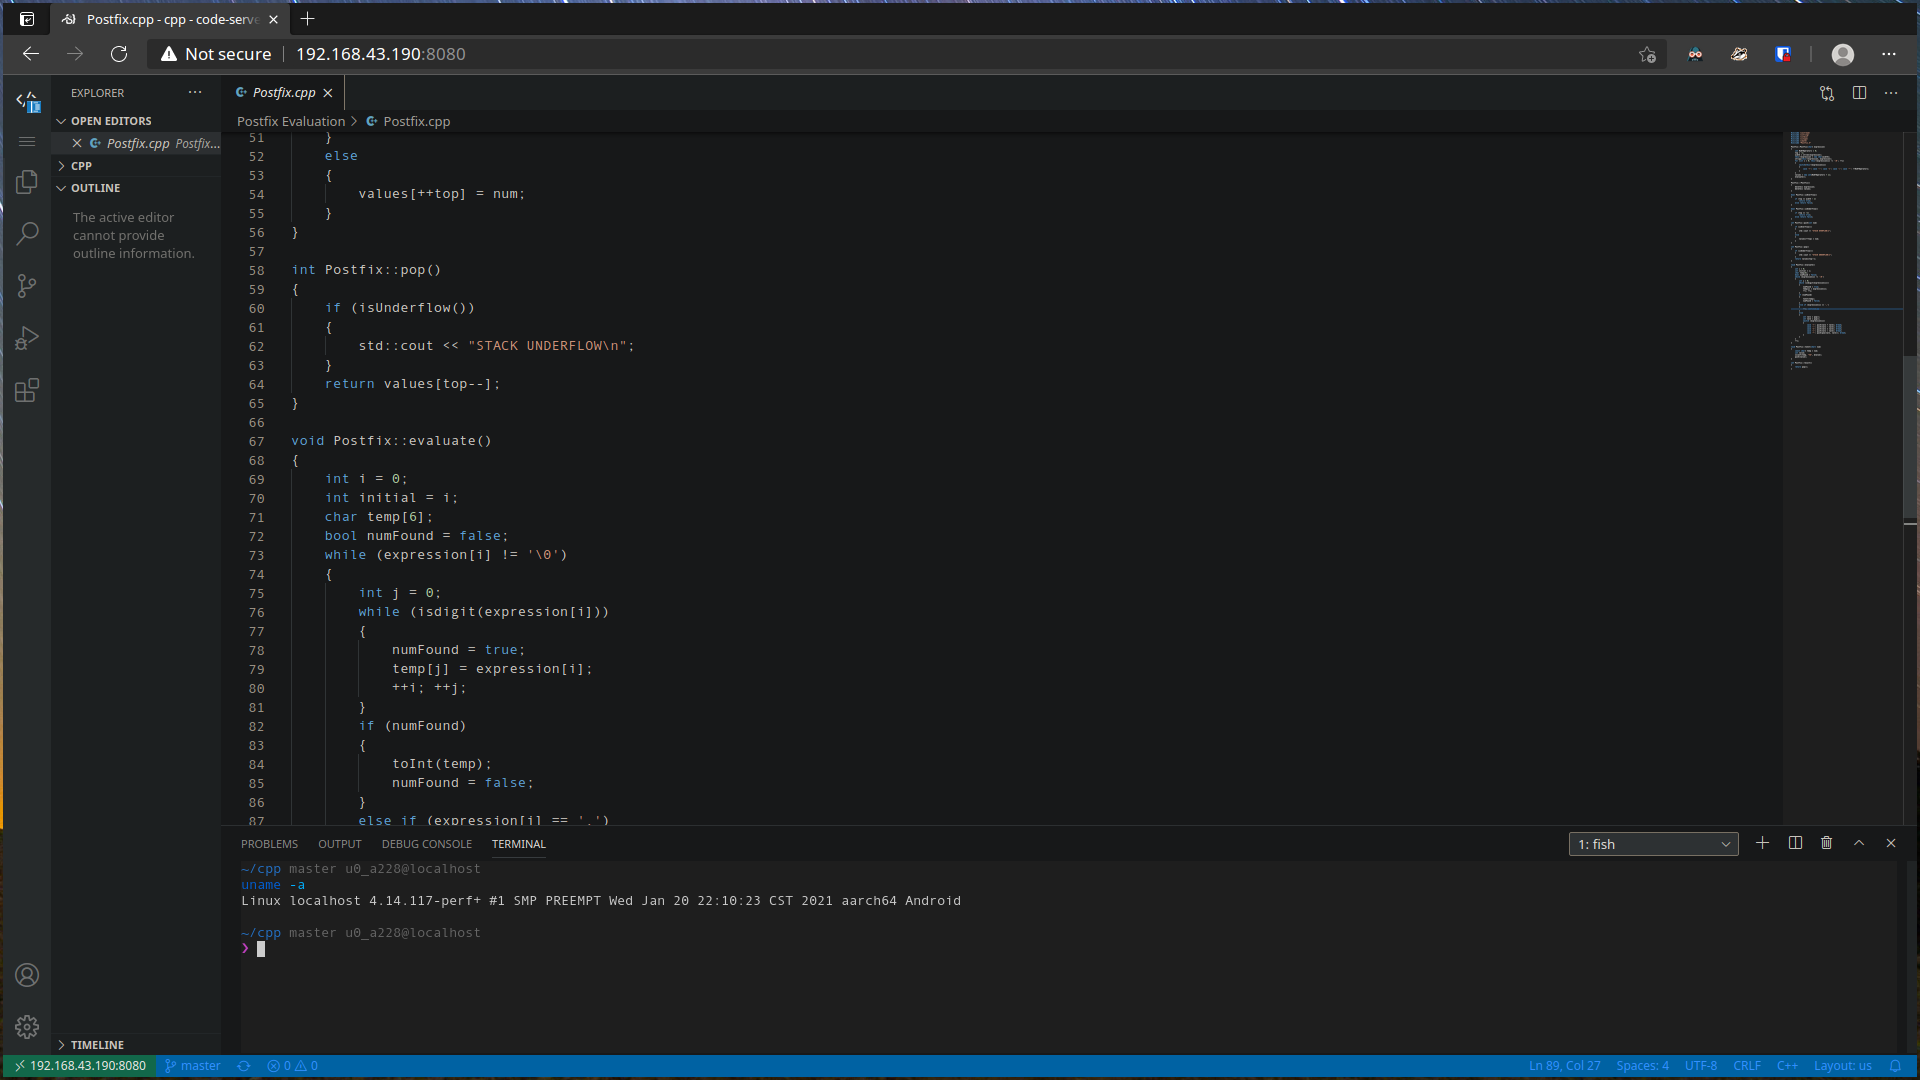 Postfix.cpp - cpp - code-serve
Not secure
192.168.43.190:8080
EXPLORER
OPEN EDITORS
Postfix.cpp Postfix...
CPP
OUTLINE
The active editor
cannot provide
outline information.
TIMELINE
Postfix.cpp
Postfix Evaluation > Postfix.cpp
51 }
52 else
53 {
54 values[++top] = num;
55 }
56 }
57
58 int Postfix::pop()
59 {
60 if (isUnderflow())
61 {
62 std::cout << "STACK UNDERFLOW\n";
63 }
64 return values[top--];
65 }
66
67 void Postfix::evaluate()
68 {
69 int i = 0;
70 int initial = i;
71 char temp[6];
72 bool numFound = false;
73 while (expression[i] != '\0')
74 {
75 int j = 0;
76 while (isdigit(expression[i]))
77 {
78 numFound = true;
79 temp[j] = expression[i];
80 ++i; ++j;
81 }
82 if (numFound)
83 {
84 toInt(temp);
85 numFound = false;
86 }
87 else if (expression[i] == '.')
PROBLEMS OUTPUT DEBUG CONSOLE TERMINAL
1: fish
~/cpp master u0_a228@localhost
uname -a
Linux localhost 4.14.117-perf+ #1 SMP PREEMPT Wed Jan 20 22:10:23 CST 2021 aarch64 Android
~/cpp master u0_a228@localhost
❯
192.168.43.190:8080 master 0 0
Ln 89, Col 27 Spaces: 4 UTF-8 CRLF C++ Layout: us